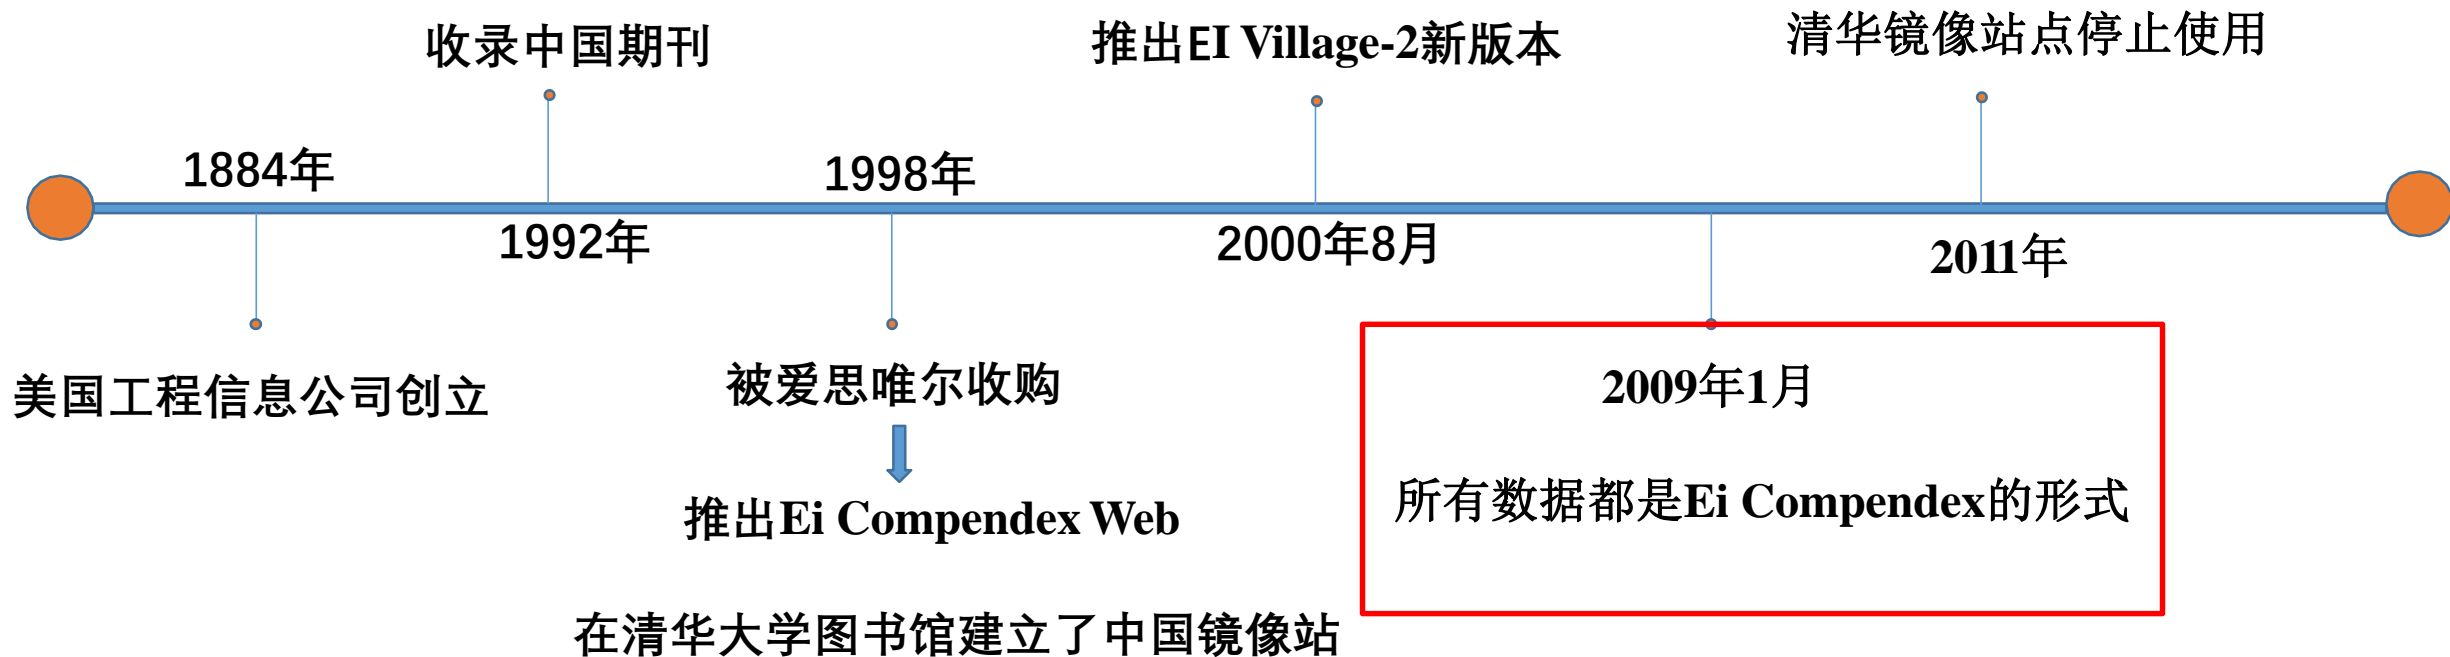 收录中国期刊
推出EI Village-2新版本
清华镜像站点停止使用
1884年
1998年
1992年
2000年8月
2011年
美国工程信息公司创立
被爱思唯尔收购
2009年1月
推出Ei Compendex Web
所有数据都是Ei Compendex的形式
在清华大学图书馆建立了中国镜像站